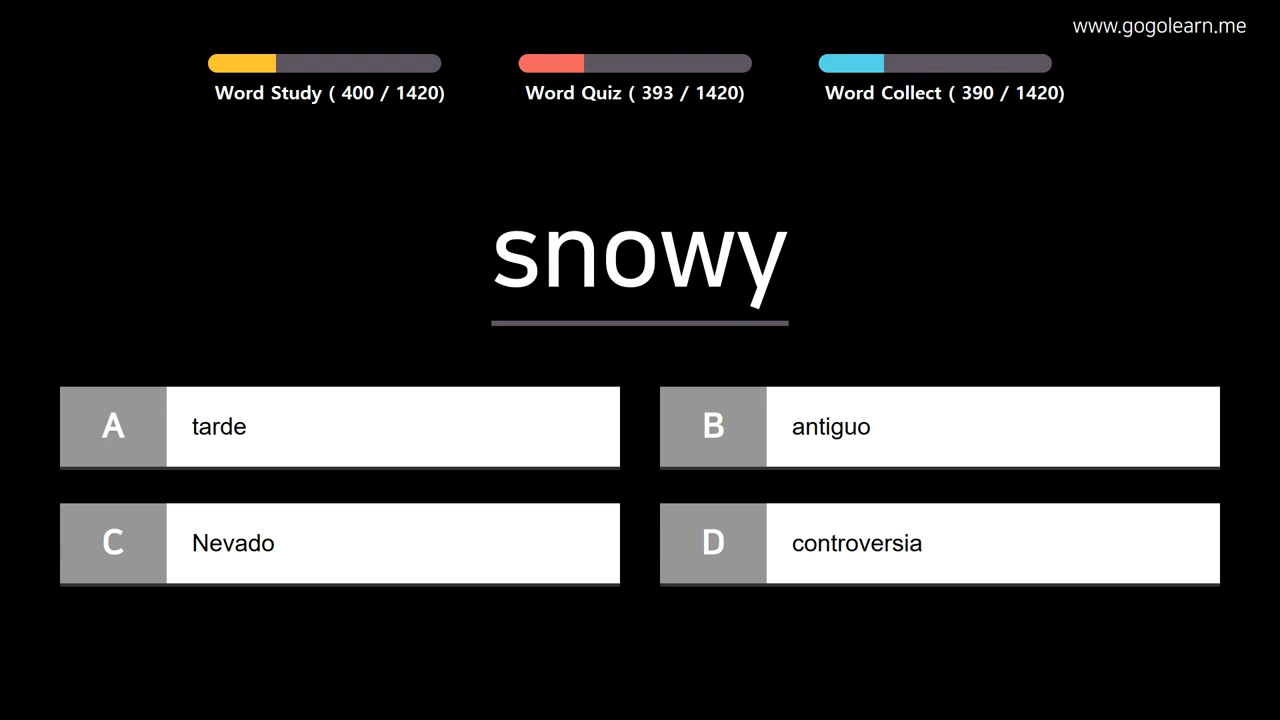 www.gogolearn.me
Word Study ( 400 / 1420)
Word Quiz ( 393 / 1420)
Word Collect ( 390 / 1420)
snowy
A tarde
B antiguo
C Nevado
D controversia